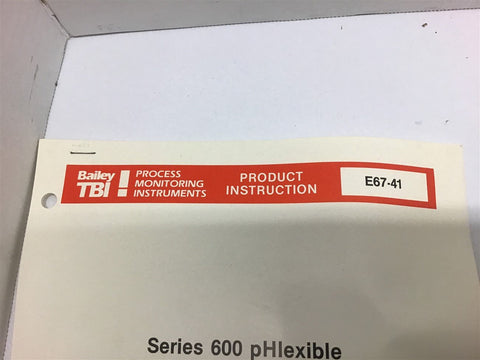 Bailey
TBI
PROCESS
MONITORING
INSTRUMENTS
PRODUCT
INSTRUCTION
E67-41
Series 600 pHlexible